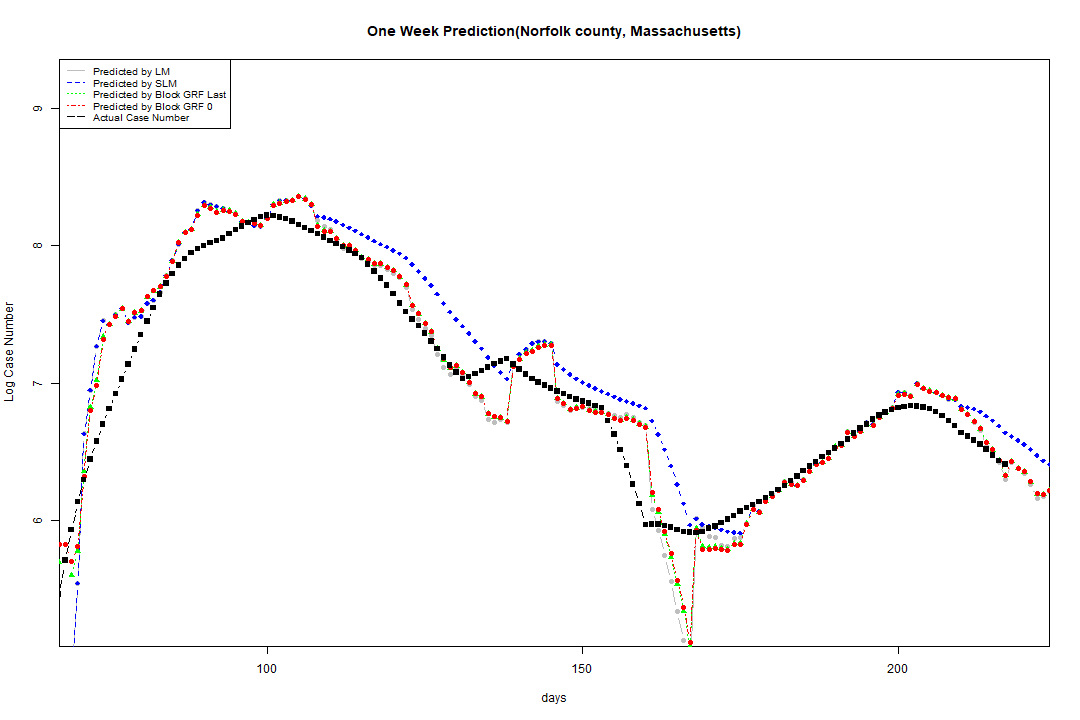 One Week Prediction(Norfolk county, Massachusetts)
Predicted by LM
Predicted by SLM
Predicted by Block GRF Last
Predicted by Block GRF 0
Actual Case Number
9
8
7
6
Log Case Number
100 150 200
days